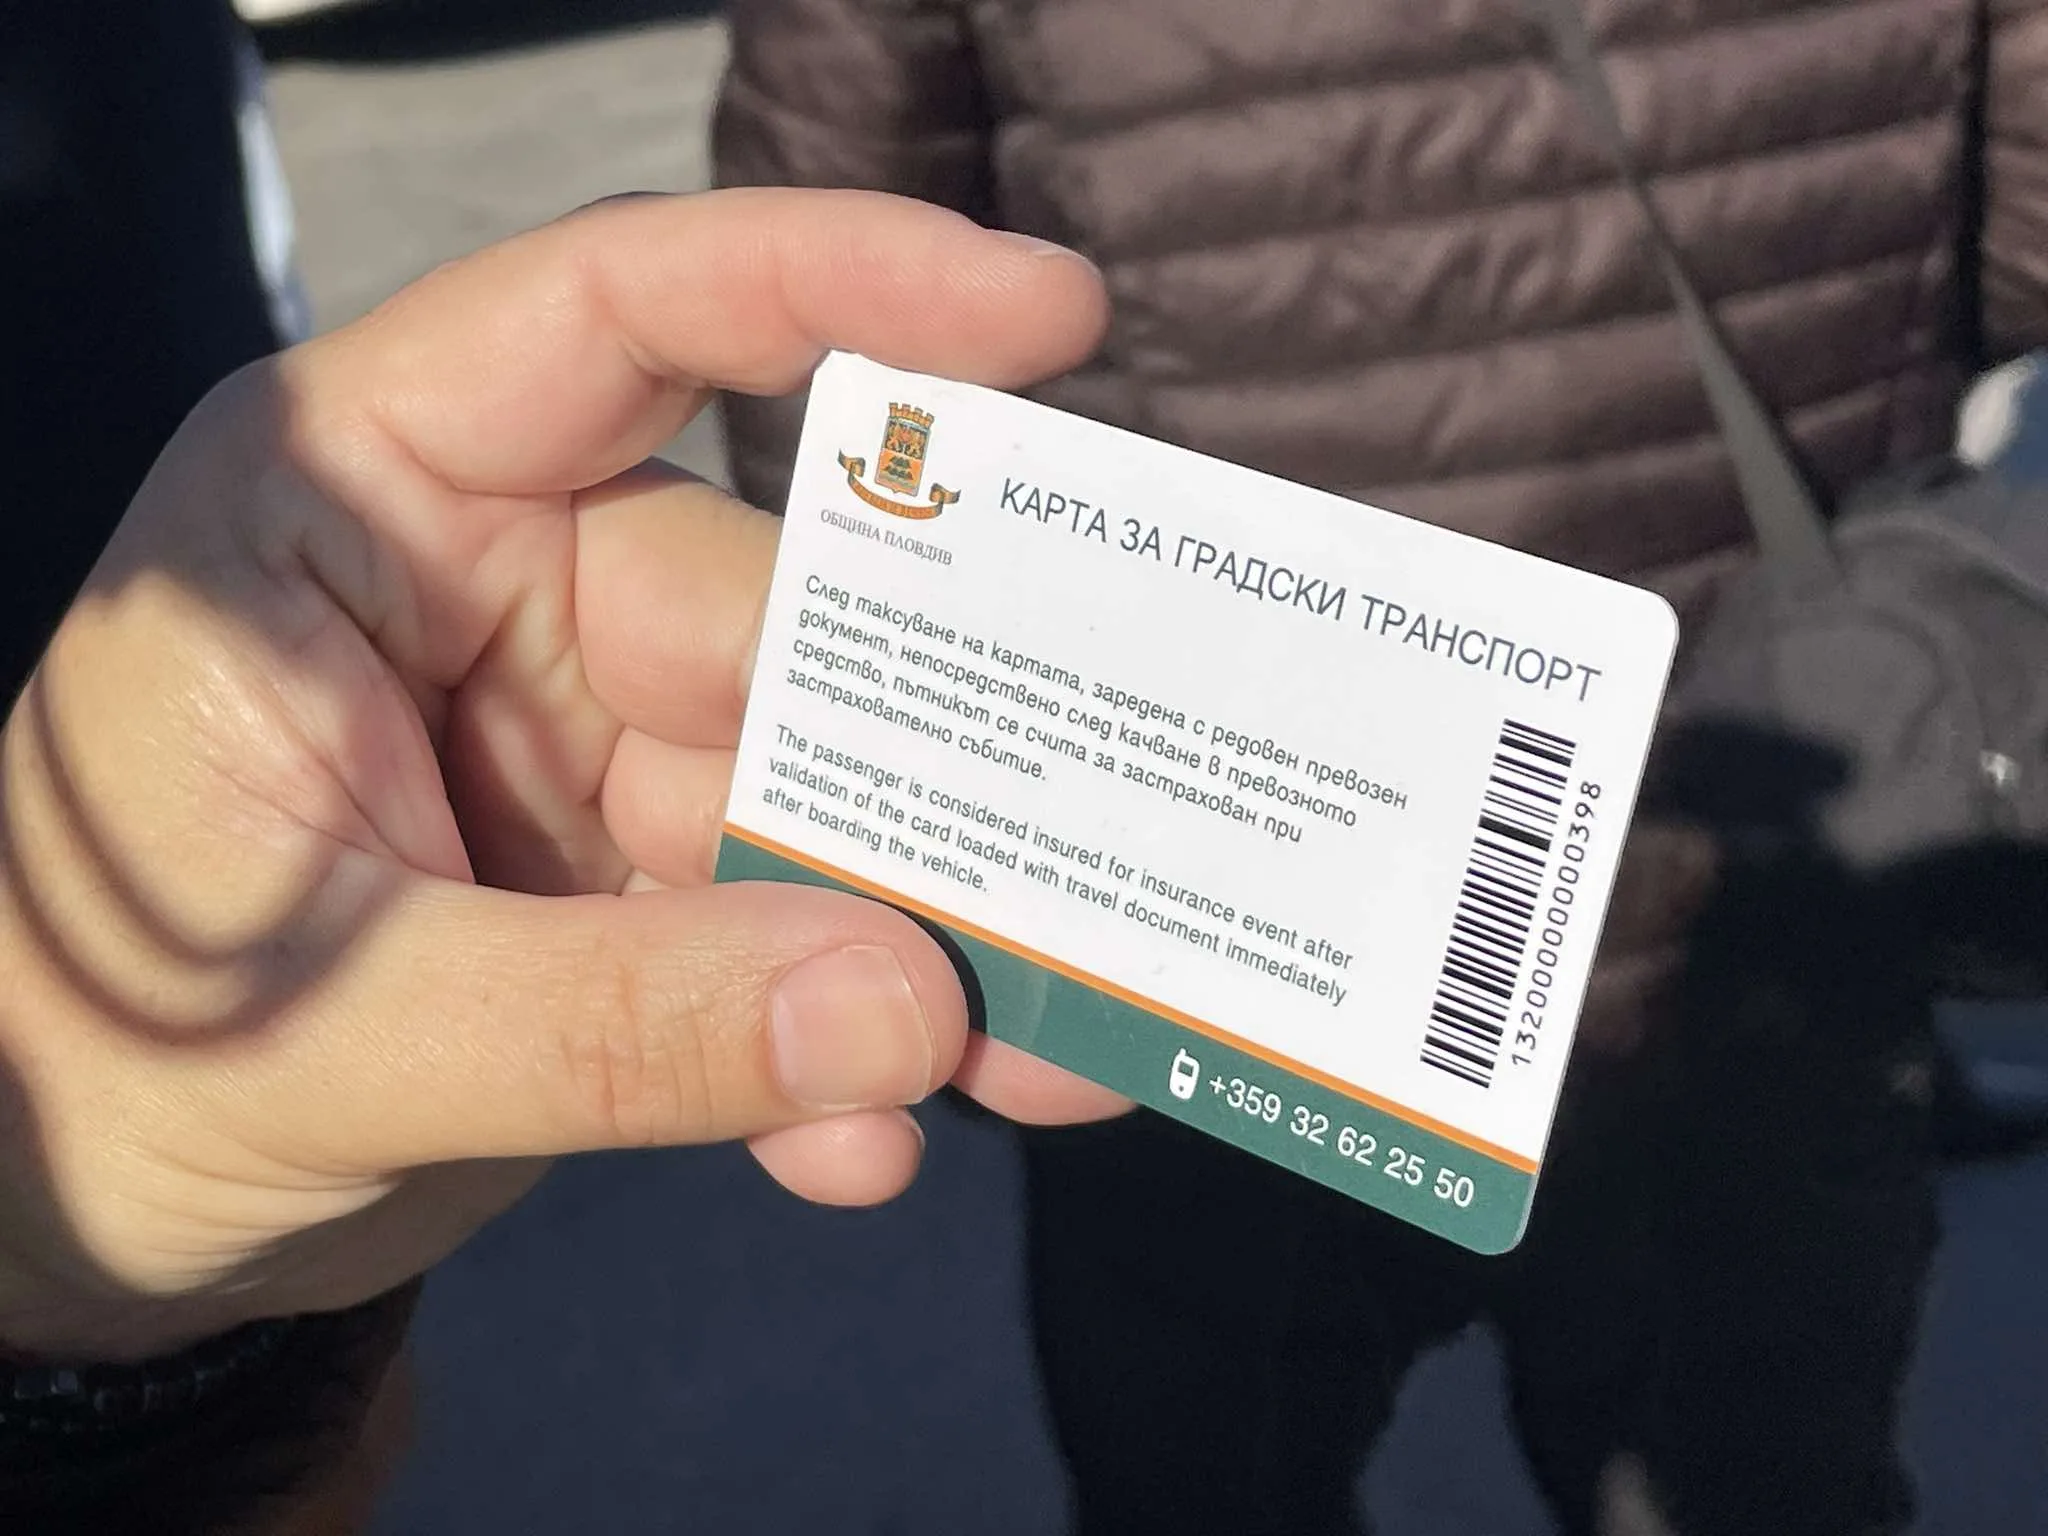 ОБЩИНА ПЛОВДИВ
КАРТА ЗА ГРАДСКИ ТРАНСПОРТ
След таксуване на картата, заредена с редовен превозен
документ, непосредствено след качване в превозното
средство, пътникът се счита за застрахован при
застрахователно събитие.
The passenger is considered insured for insurance event after
validation of the card loaded with travel document immediately
after boarding the vehicle.
1320000000000398
+359 32 62 25 50